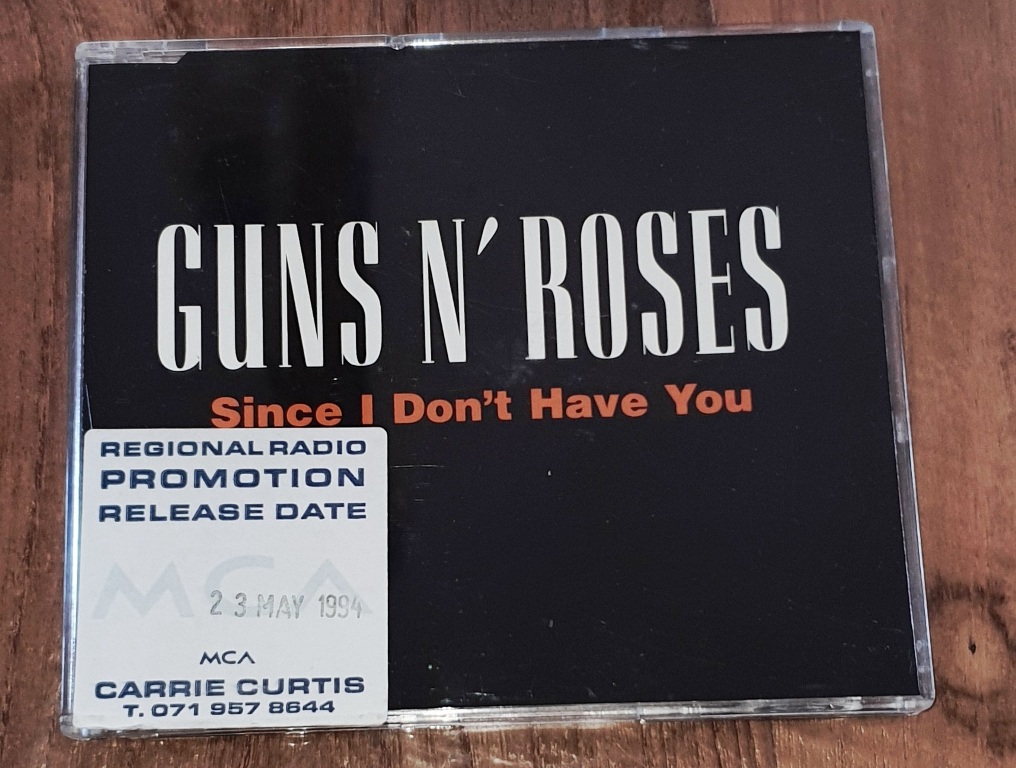 GUNS N' ROSES
Since I Don't Have You
REGIONAL RADIO
PROMOTION
RELEASE DATE
MCA
23 MAY 1994
MCA
CARRIE CURTIS
T. 071 957 8644